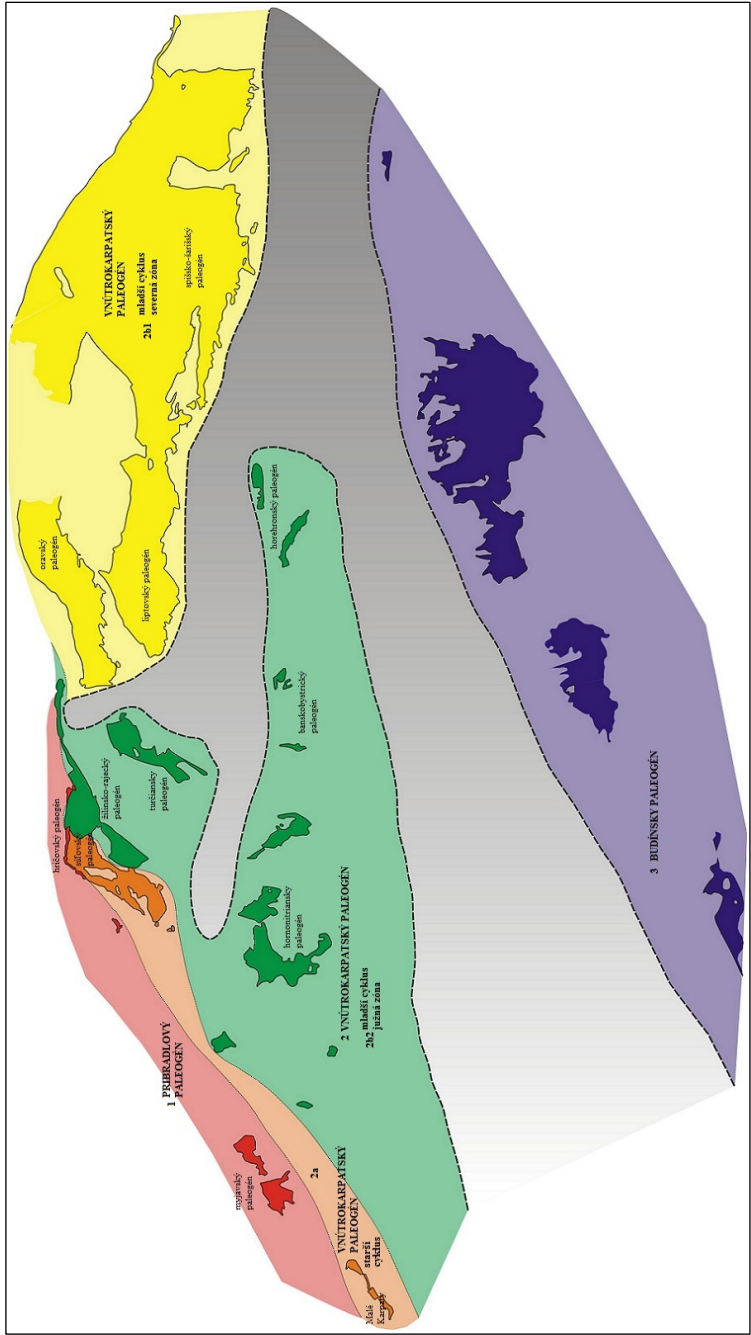 hričovský paleogén
súľovský
paleogén
žilinsko-rajecký
paleogén
turčiansky
paleogén
oravský
paleogén
liptovský paleogén
VNÚTROKARPATSKÝ
PALEOGÉN
2b1 mladší cyklus
severná zóna
spišsko-šarišský
paleogén
1 PRIBRADLOVÝ
PALEOGÉN
myjavský
paleogén
2a
VNÚTROKARPATSKÝ
PALEOGÉN
starší
cyklus
Malé
Karpaty
hornonitriansky
paleogén
2 VNÚTROKARPATSKÝ PALEOGÉN
2b2 mladší cyklus
južná zóna
banskobystrický
paleogén
horehronský paleogén
3 BUDÍNSKY PALEOGÉN